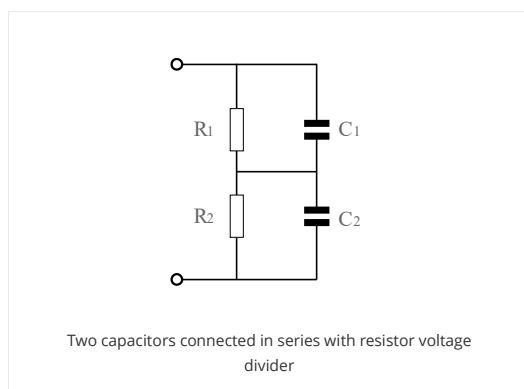 R1
C1
R2
C2
Two capacitors connected in series with resistor voltage
divider